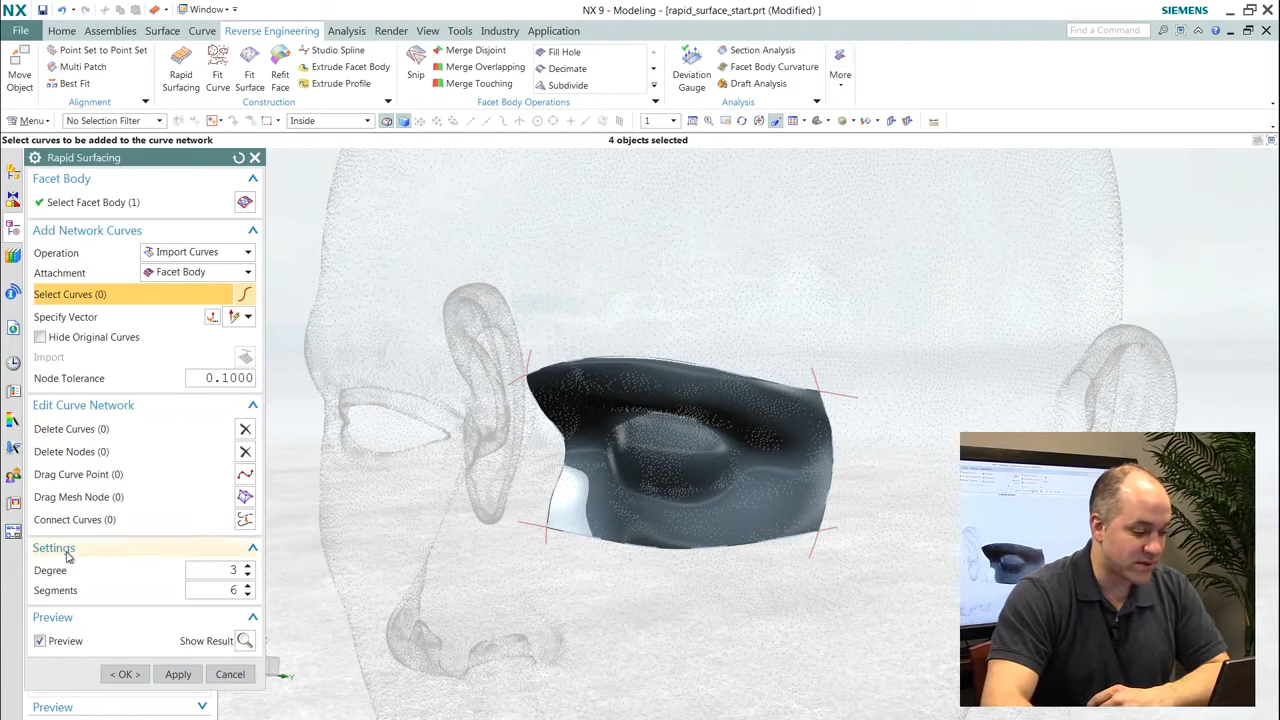 NX
Window
NX 9 - Modeling - [rapid_surface_start.prt (Modified) ]
SIEMENS
File
Home
Assemblies
Surface
Curve
Reverse Engineering
Analysis
Render
View
Tools
Industry
Application
Find a Command
Move Object
Point Set to Point Set
Multi Patch
Best Fit
Alignment
Rapid Surfacing
Fit Curve
Fit Surface
Refit Face
Studio Spline
Extrude Facet Body
Extrude Profile
Construction
Snip
Merge Disjoint
Merge Overlapping
Merge Touching
Fill Hole
Decimate
Subdivide
Facet Body Operations
Deviation Gauge
Section Analysis
Facet Body Curvature
Draft Analysis
Analysis
More
Menu
No Selection Filter
Inside
1
Select curves to be added to the curve network
4 objects selected
Rapid Surfacing
Facet Body
Select Facet Body (1)
Add Network Curves
Operation
Import Curves
Attachment
Facet Body
Select Curves (0)
Specify Vector
Hide Original Curves
Import
Node Tolerance
0.1000
Edit Curve Network
Delete Curves (0)
Delete Nodes (0)
Drag Curve Point (0)
Drag Mesh Node (0)
Connect Curves (0)
Settings
Degree
3
Segments
6
Preview
Preview
Show Result
< OK >
Apply
Cancel
Preview
Y